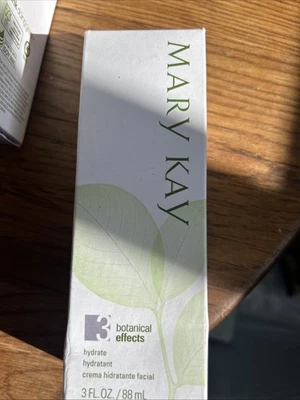 MARY KAY
3 botanical
effects
hydrate
hydratant
crema hidratante facial
3 FL. OZ. / 88 mL